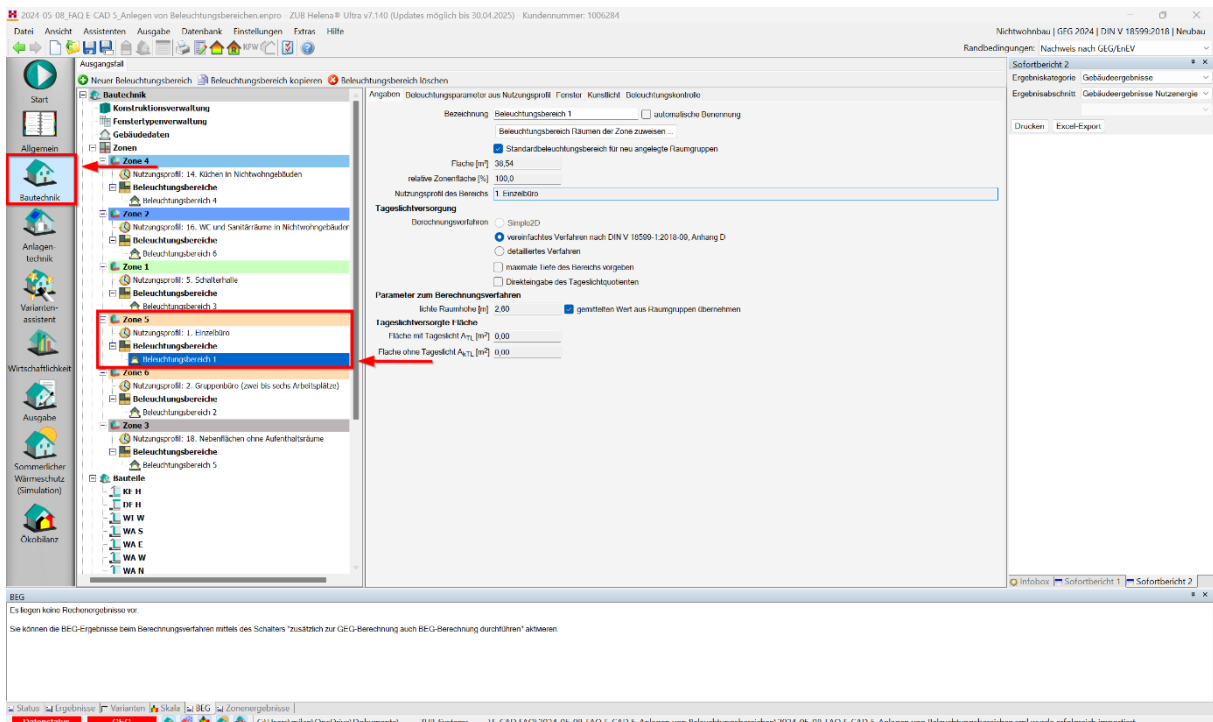 2024 05 08_FAQ E CAD 5_Anlegen von Beleuchtungsbereichen.enpro - ZUB Helena® Ultra v7.140 (Updates möglich bis 30.04.2025) Kundennummer: 1006284
Datei Ansicht Assistenten Ausgabe Datenbank Einstellungen Extras Hilfe
Nichtwohnbau | GEG 2024 | DIN V 18599:2018 | Neubau
KFW
Randbedingungen: Nachweis nach GEG/EnEV
Ausgangsfall
Neuer Beleuchtungsbereich Beleuchtungsbereich kopieren Beleuchtungsbereich löschen
Start
Allgemein
Bautechnik
Anlagen-
technik
Varianten-
assistent
Wirtschaftlichkeit
Ausgabe
Sommerlicher
Wärmeschutz
(Simulation)
Ökobilanz
Bautechnik
Konstruktionsverwaltung
Fenstertypenverwaltung
Gebäudedaten
Zonen
Zone 4
Nutzungsprofil: 14. Küchen in Nichtwohngebäuden
Beleuchtungsbereiche
Beleuchtungsbereich 4
Zone 2
Nutzungsprofil: 16. WC und Sanitärräume in Nichtwohngebäuder
Beleuchtungsbereiche
Beleuchtungsbereich 6
Zone 1
Nutzungsprofil: 5. Schalterhalle
Beleuchtungsbereiche
Beleuchtungsbereich 3
Zone 5
Nutzungsprofil: 1. Einzelbüro
Beleuchtungsbereiche
Beleuchtungsbereich 1
Zone 6
Nutzungsprofil: 2. Gruppenbüro (zwei bis sechs Arbeitsplätze)
Beleuchtungsbereiche
Beleuchtungsbereich 2
Zone 3
Nutzungsprofil: 18. Nebenflächen ohne Aufenthaltsräume
Beleuchtungsbereiche
Beleuchtungsbereich 5
Bauteile
KE H
DF H
WI W
WA S
WA E
WA W
WA N
Angaben Beleuchtungsparameter aus Nutzungsprofil Fenster Kunstlicht Beleuchtungskontrolle
Bezeichnung Beleuchtungsbereich 1 automatische Benennung
Beleuchtungsbereich Räumen der Zone zuweisen ...
Standardbeleuchtungsbereich für neu angelegte Raumgruppen
Fläche [m²] 38,54
relative Zonenfläche [%] 100,0
Nutzungsprofil des Bereichs 1. Einzelbüro
Tageslichtversorgung
Berechnungsverfahren Simple2D
vereinfachtes Verfahren nach DIN V 18599-1:2018-09, Anhang D
detailliertes Verfahren
maximale Tiefe des Bereichs vorgeben
Direkteingabe des Tageslichtquotienten
Parameter zum Berechnungsverfahren
lichte Raumhöhe [m] 2,60 gemittelten Wert aus Raumgruppen übernehmen
Tageslichtversorgte Fläche
Fläche mit Tageslicht ATL [m²] 0,00
Fläche ohne Tageslicht AkTL [m²] 0,00
Sofortbericht 2
Ergebniskategorie Gebäudeergebnisse
Ergebnisabschnitt Gebäudeergebnisse Nutzenergie
Drucken Excel-Export
Infobox Sofortbericht 1 Sofortbericht 2
BEG
Es liegen keine Rechenergebnisse vor.
Sie können die BEG-Ergebnisse beim Berechnungsverfahren mittels des Schalters "zusätzlich zur GEG-Berechnung auch BEG-Berechnung durchführen" aktivieren.
Status Ergebnisse Varianten Skala BEG Zonenergebnisse